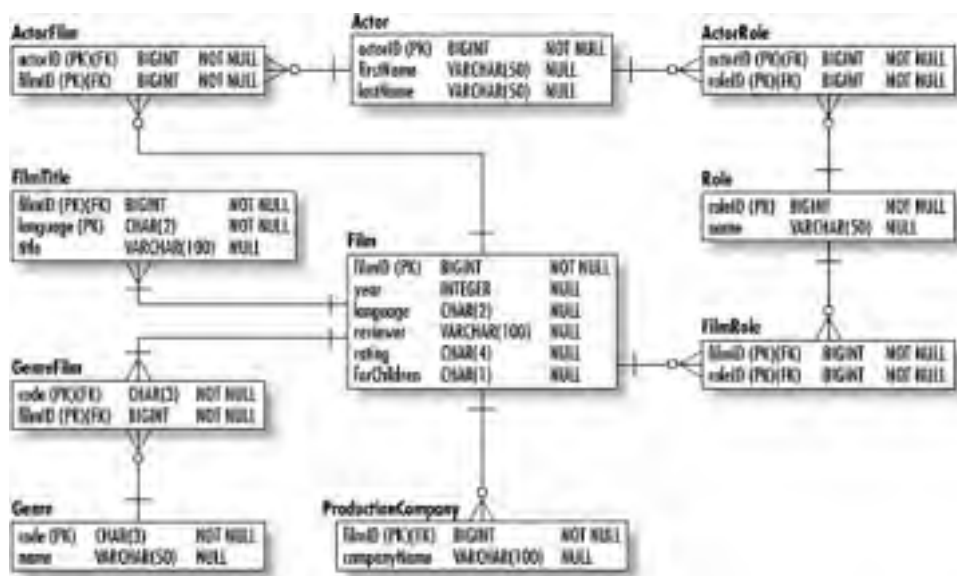 ActorFilm
actorID (PK)(FK) BIGINT NOT NULL
filmID (PK)(FK) BIGINT NOT NULL
Actor
actorID (PK) BIGINT NOT NULL
firstName VARCHAR(50) NULL
lastName VARCHAR(50) NULL
ActorRole
actorID (PK)(FK) BIGINT NOT NULL
roleID (PK)(FK) BIGINT NOT NULL
FilmTitle
filmID (PK)(FK) BIGINT NOT NULL
language (PK) CHAR(2) NOT NULL
title VARCHAR(100) NULL
Role
roleID (PK) BIGINT NOT NULL
name VARCHAR(50) NULL
Film
filmID (PK) BIGINT NOT NULL
year INTEGER NULL
language CHAR(2) NULL
reviewer VARCHAR(100) NULL
rating CHAR(4) NULL
forChildren CHAR(1) NULL
FilmRole
filmID (PK)(FK) BIGINT NOT NULL
roleID (PK)(FK) BIGINT NOT NULL
GenreFilm
code (PK)(FK) CHAR(3) NOT NULL
filmID (PK)(FK) BIGINT NOT NULL
Genre
code (PK) CHAR(3) NOT NULL
name VARCHAR(50) NULL
ProductionCompany
filmID (PK)(FK) BIGINT NOT NULL
companyName VARCHAR(100) NULL